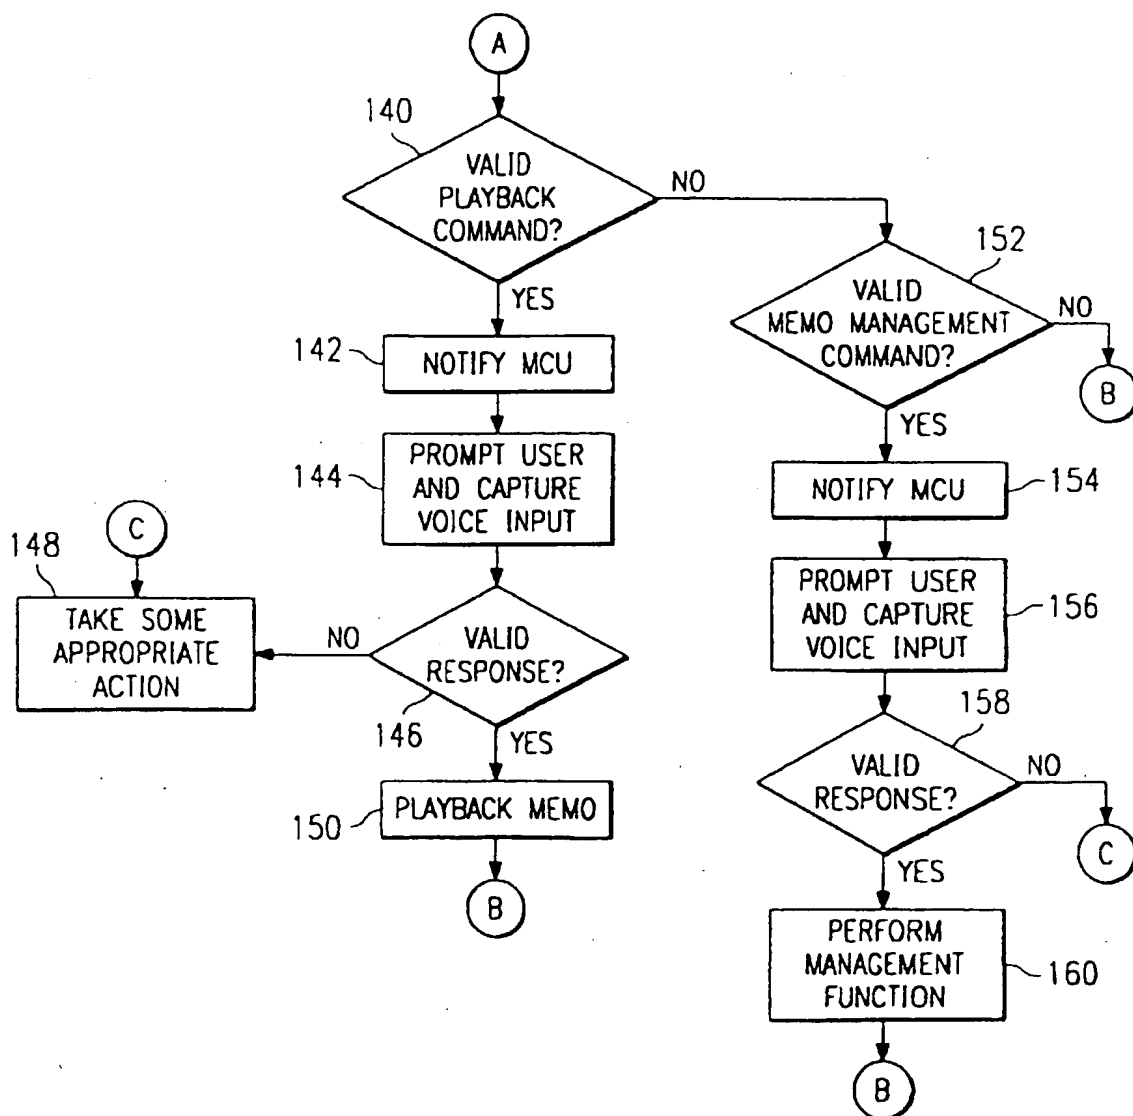 A
140
VALID
PLAYBACK
COMMAND?
NO
YES
152
VALID
MEMO MANAGEMENT
COMMAND?
NO
B
YES
142
NOTIFY MCU
144
PROMPT USER
AND CAPTURE
VOICE INPUT
NOTIFY MCU
154
C
148
TAKE SOME
APPROPRIATE
ACTION
NO
VALID
RESPONSE?
146
YES
PROMPT USER
AND CAPTURE
VOICE INPUT
156
158
VALID
RESPONSE?
NO
C
YES
150
PLAYBACK MEMO
B
PERFORM
MANAGEMENT
FUNCTION
160
B